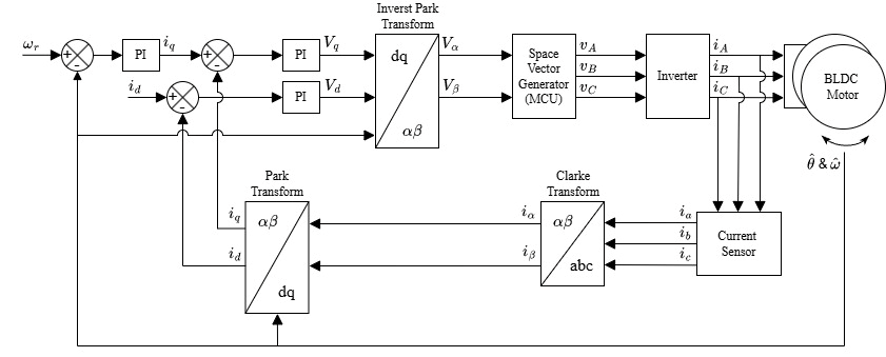 Inverst Park
Transform
ω_r
+
-
PI
i_q
+
-
PI
V_q
dq
αβ
V_α
V_β
Space
Vector
Generator
(MCU)
v_A
v_B
v_C
Inverter
i_A
i_B
i_C
BLDC
Motor
i_d
+
-
PI
V_d
θ̂ & ω̂
Park
Transform
i_q
i_d
αβ
dq
Clarke
Transform
i_α
i_β
αβ
abc
i_a
i_b
i_c
Current
Sensor